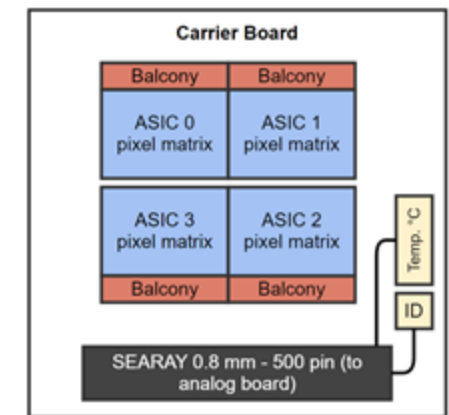 Carrier Board
Balcony Balcony
ASIC 0 ASIC 1
pixel matrix pixel matrix
ASIC 3 ASIC 2
pixel matrix pixel matrix
Balcony Balcony
Temp. °C
ID
SEARAY 0.8 mm - 500 pin (to
analog board)